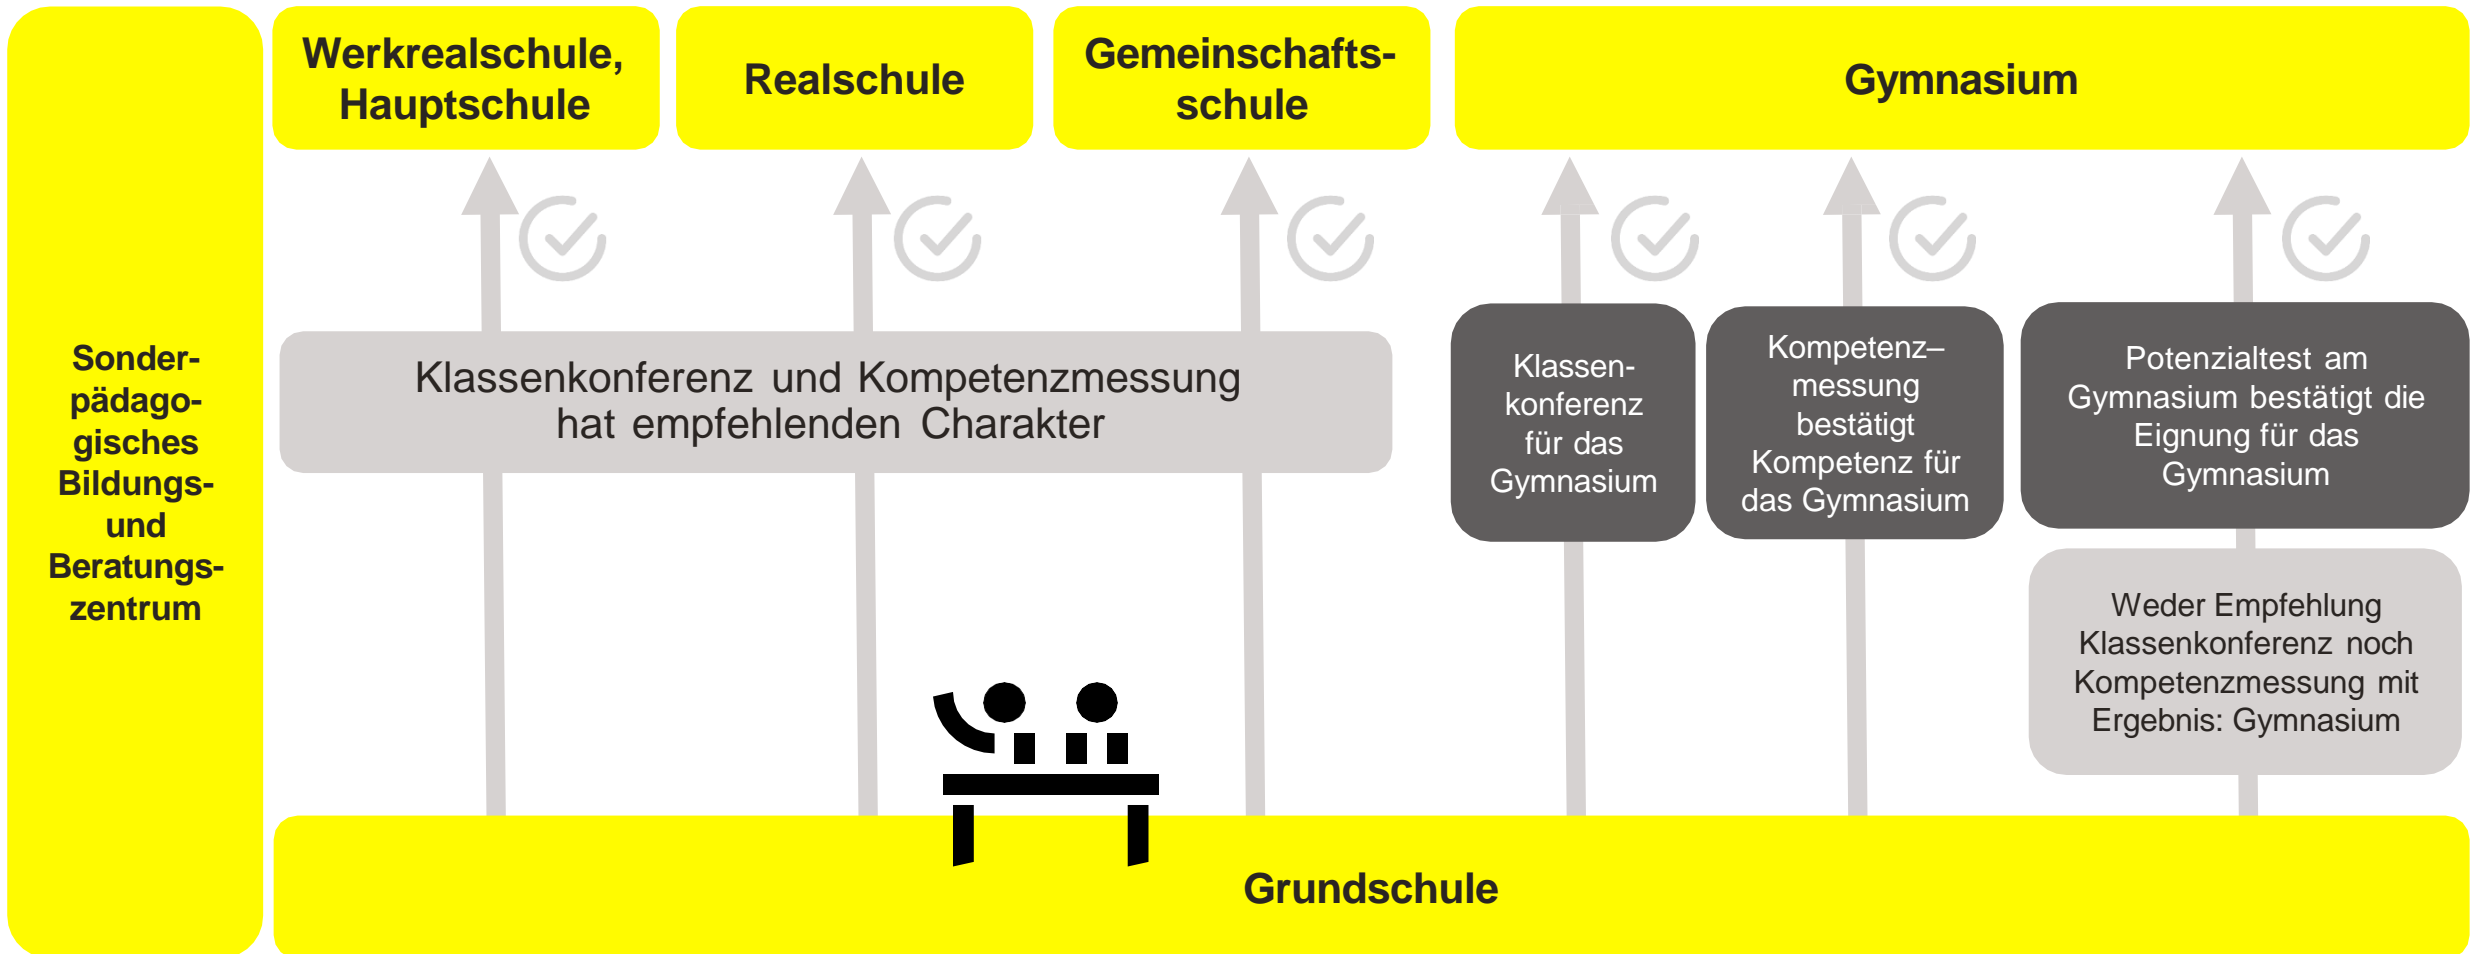 Werkrealschule,
Hauptschule
Realschule
Gemeinschafts-
schule
Gymnasium
Sonder-
pädago-
gisches
Bildungs-
und
Beratungs-
zentrum
Klassenkonferenz und Kompetenzmessung
hat empfehlenden Charakter
Klassen-
konferenz
für das
Gymnasium
Kompetenz–
messung
bestätigt
Kompetenz für
das Gymnasium
Potenzialtest am
Gymnasium bestätigt die
Eignung für das
Gymnasium
Weder Empfehlung
Klassenkonferenz noch
Kompetenzmessung mit
Ergebnis: Gymnasium
Grundschule